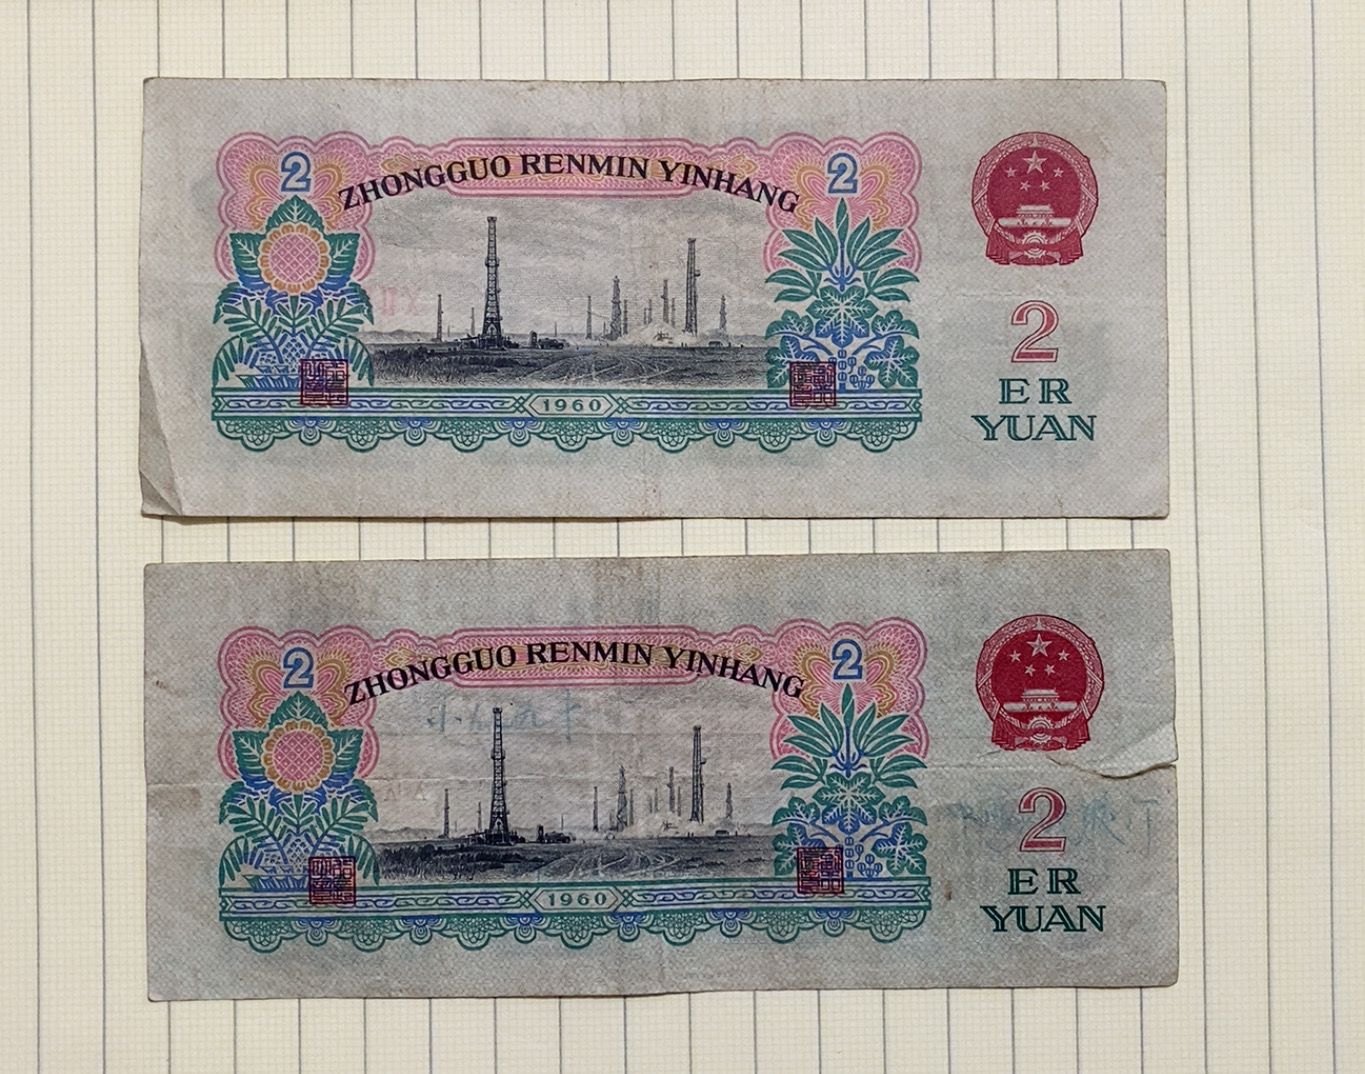 2 ZHONGGUO RENMIN YINHANG 2
1960
2
ER
YUAN
2 ZHONGGUO RENMIN YINHANG 2
1960
2
ER
YUAN